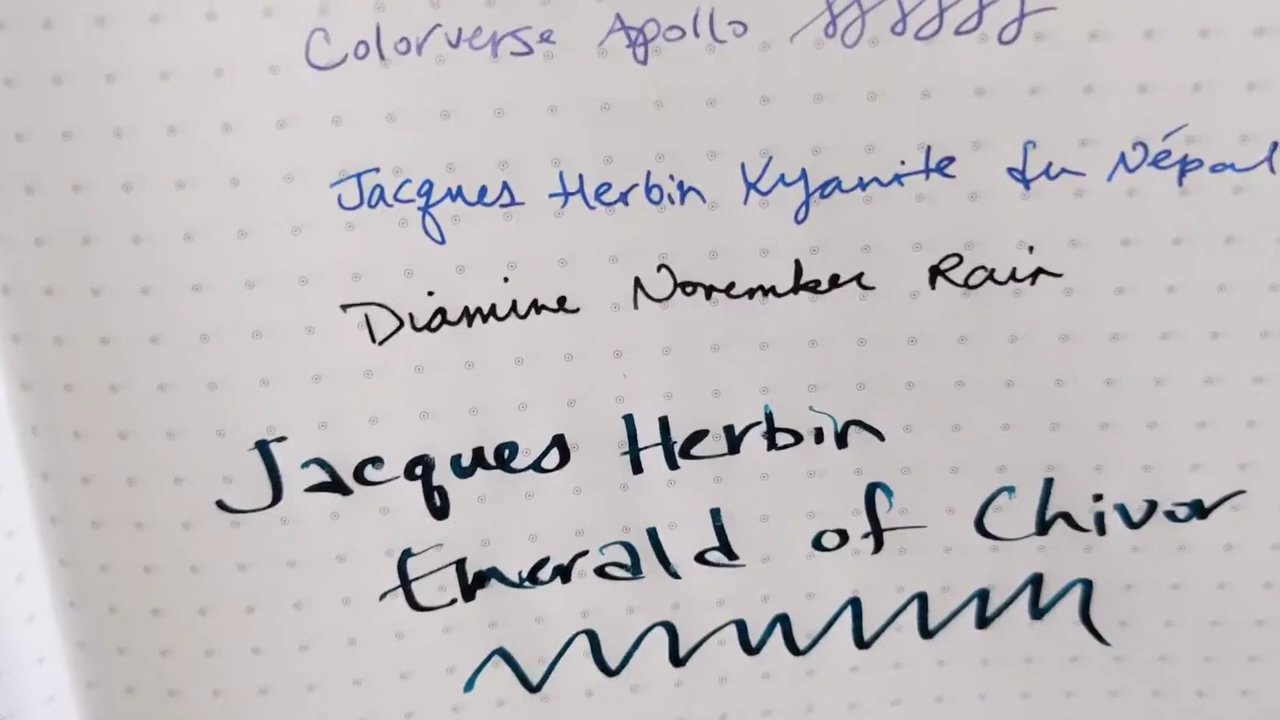 Colorverse Apollo
Jacques Herbin Kyanite du Népal
Diamine November Rain
Jacques Herbin
Emerald of Chivor